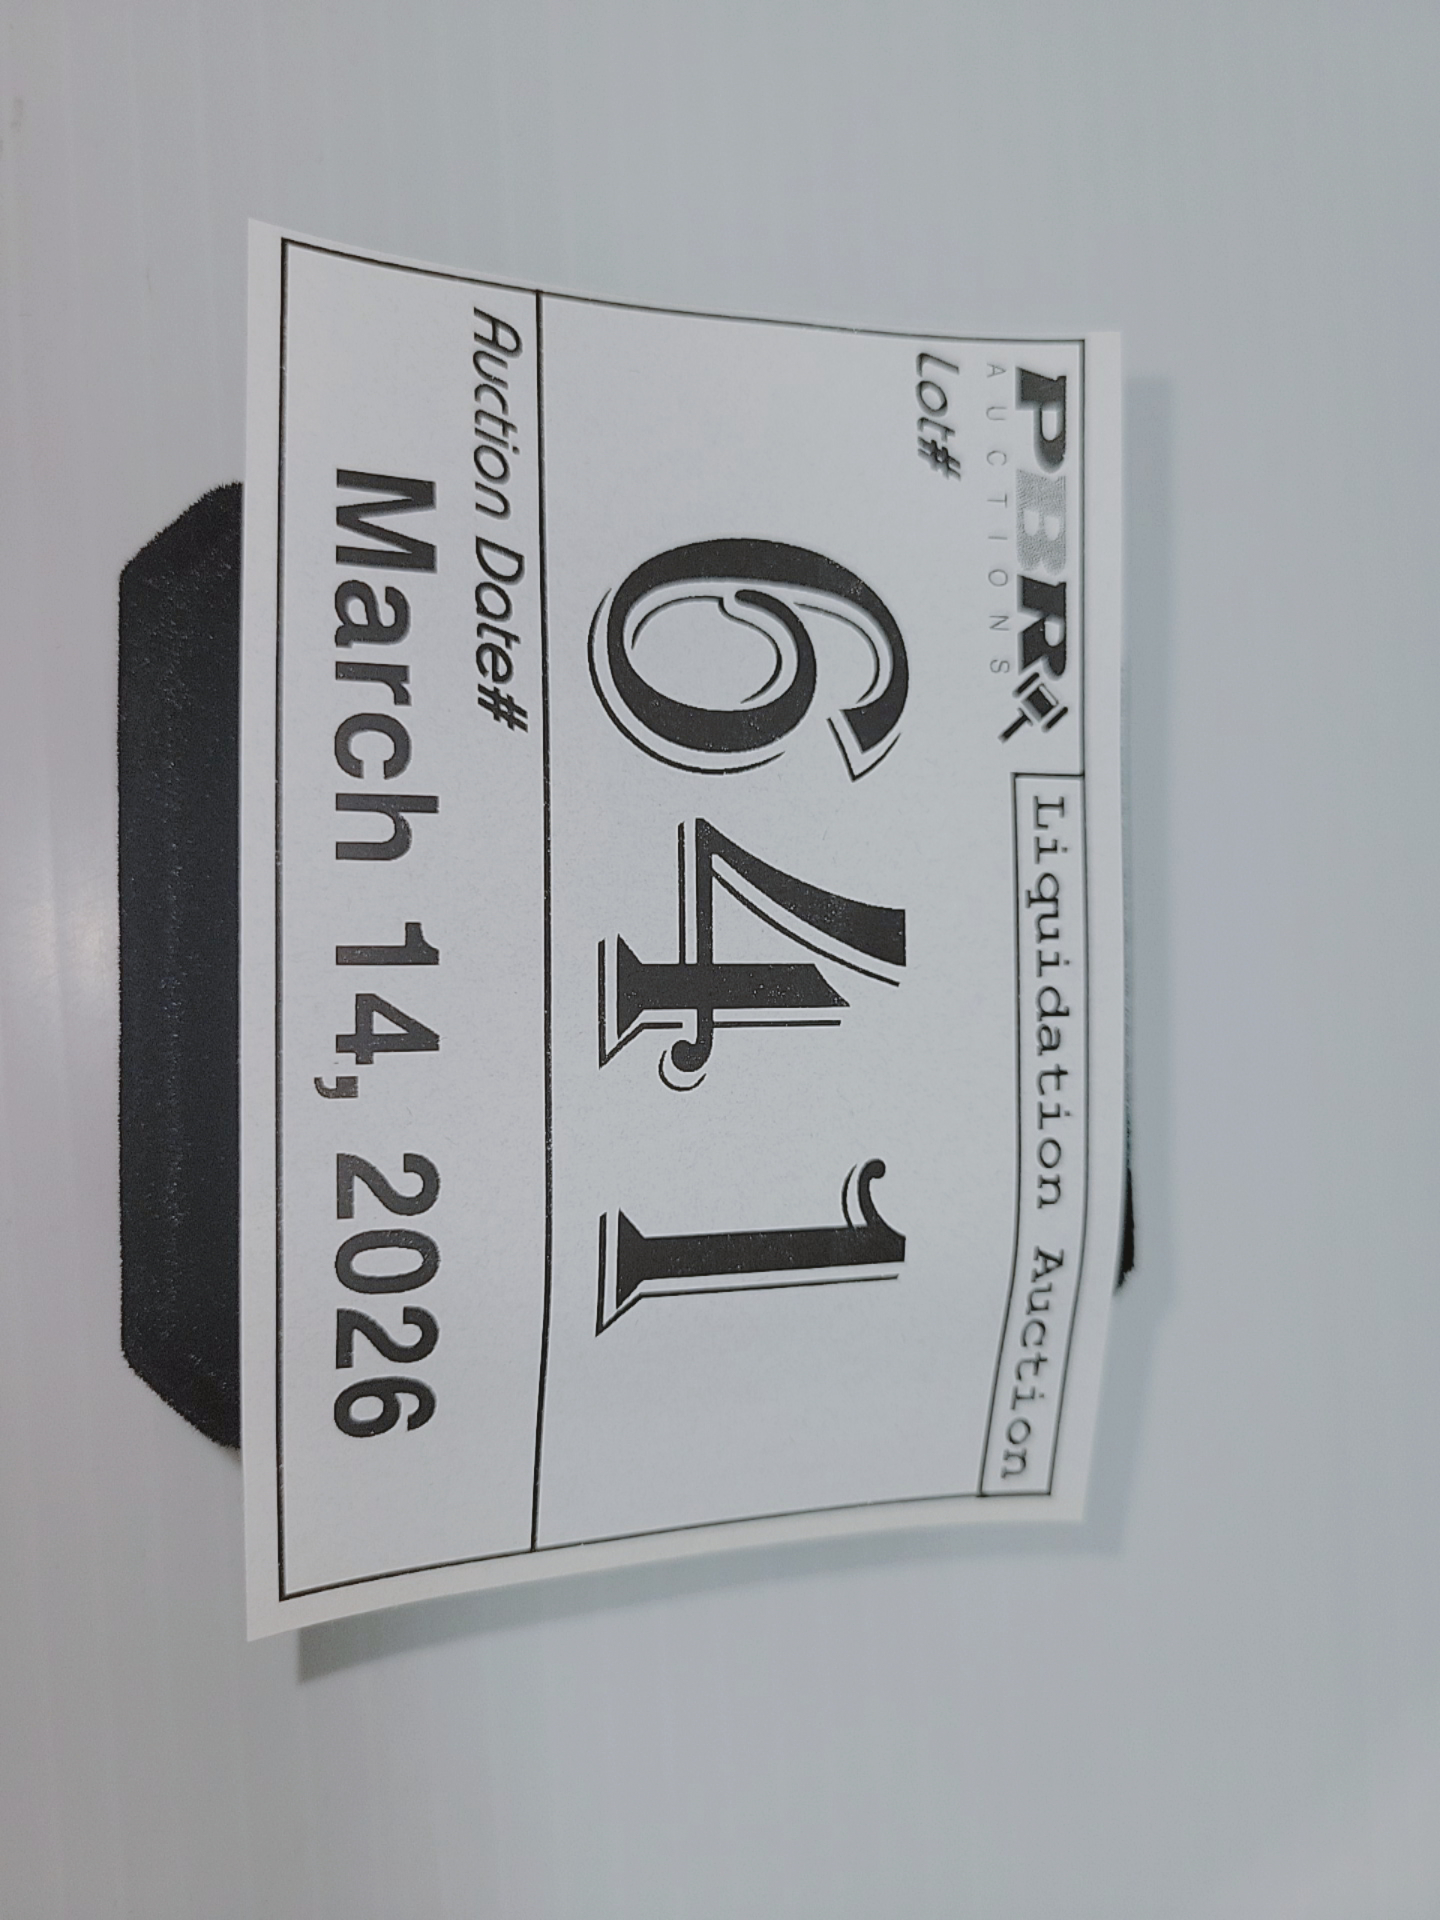 PBR Liquidation Auction
AUCTIONS
Lot#
641
Auction Date#
March 14, 2026